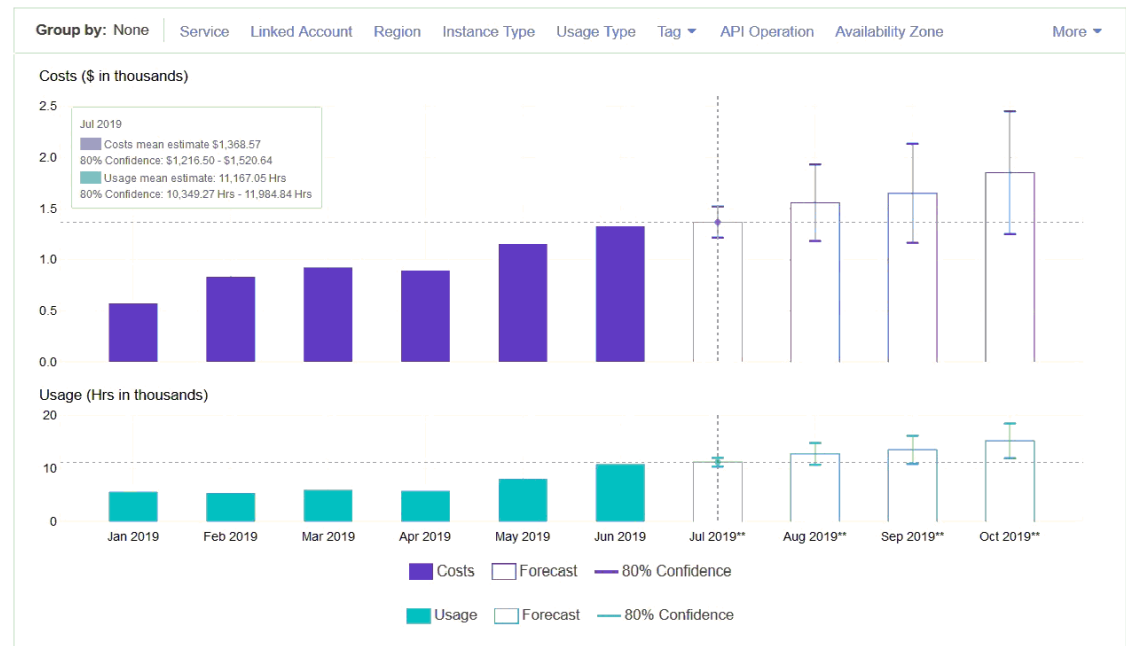 Group by: None Service Linked Account Region Instance Type Usage Type Tag API Operation Availability Zone More
Costs ($ in thousands)
2.5
Jul 2019
Costs mean estimate $1,368.57
80% Confidence: $1,216.50 - $1,520.64
Usage mean estimate: 11,167.05 Hrs
80% Confidence: 10,349.27 Hrs - 11,984.84 Hrs
2.0
1.5
1.0
0.5
0.0
Usage (Hrs in thousands)
20
10
0
Jan 2019 Feb 2019 Mar 2019 Apr 2019 May 2019 Jun 2019 Jul 2019** Aug 2019** Sep 2019** Oct 2019**
Costs Forecast 80% Confidence
Usage Forecast 80% Confidence